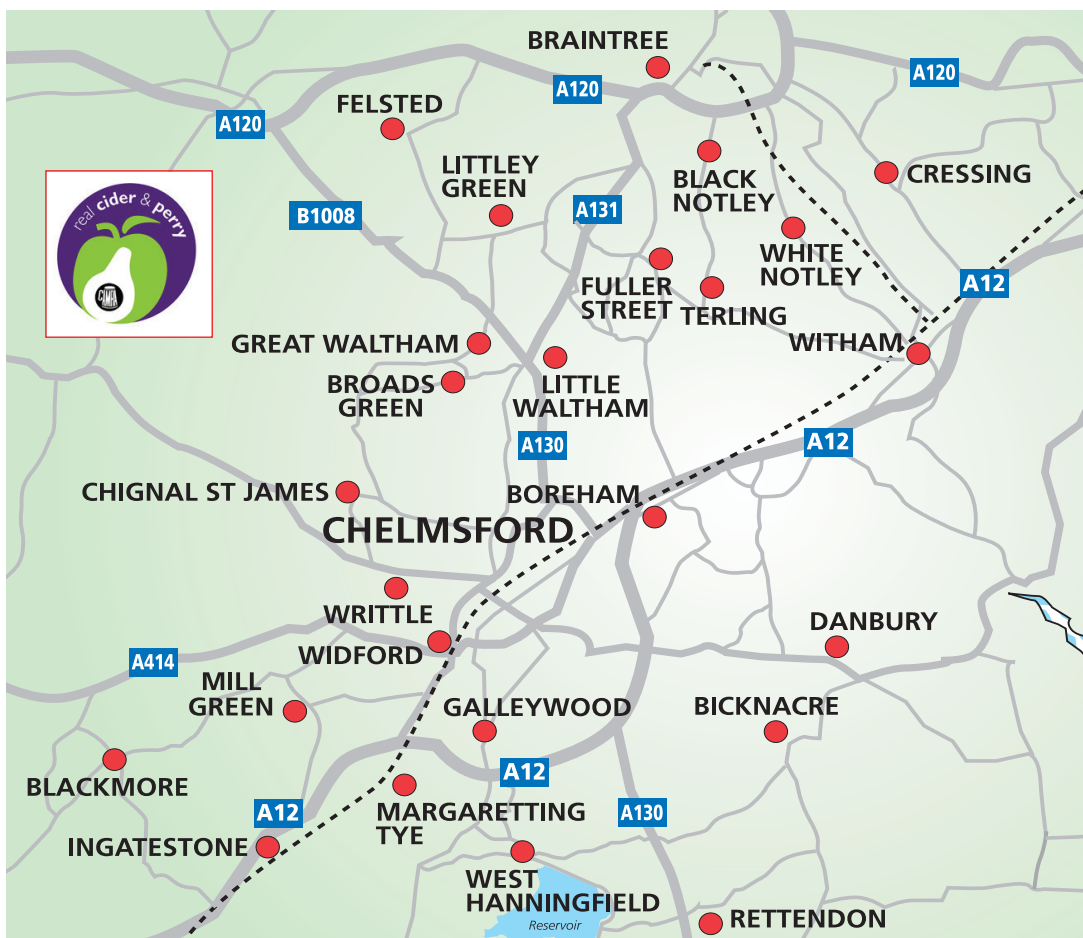 BRAINTREE
A120
A120
FELSTED
A120
LITTLEY
GREEN
BLACK
NOTLEY
CRESSING
real cider & perry
B1008
A131
WHITE
NOTLEY
FULLER
STREET
TERLING
A12
GREAT WALTHAM
WITHAM
BROADS
GREEN
LITTLE
WALTHAM
A130
A12
CHIGNAL ST JAMES
BOREHAM
CHELMSFORD
WRITTLE
DANBURY
WIDFORD
A414
MILL
GREEN
GALLEYWOOD
BICKNACRE
BLACKMORE
A12
A12
MARGARETTING
TYE
A130
INGATESTONE
WEST
HANNINGFIELD
Reservoir
RETTENDON